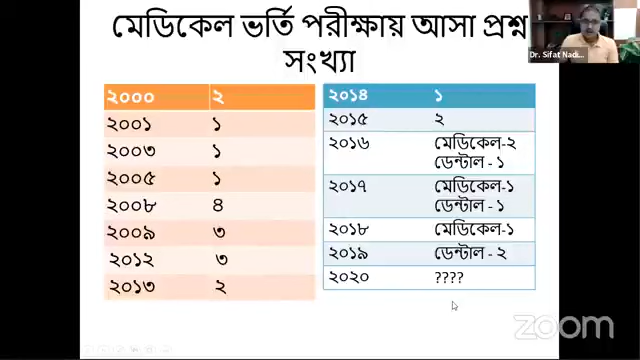 মেডিকেল ভর্তি পরীক্ষায় আসা প্রশ্ন
সংখ্যা
Dr. Sifat Nadi...
২০০০ ২
২০০১ ১
২০০৩ ১
২০০৫ ১
২০০৮ ৪
২০০৯ ৩
২০১২ ৩
২০১৩ ২
২০১৪ ১
২০১৫ ২
২০১৬ মেডিকেল-২
ডেন্টাল - ১
২০১৭ মেডিকেল-১
ডেন্টাল - ১
২০১৮ মেডিকেল-১
২০১৯ ডেন্টাল - ২
২০২০ ????
zoom